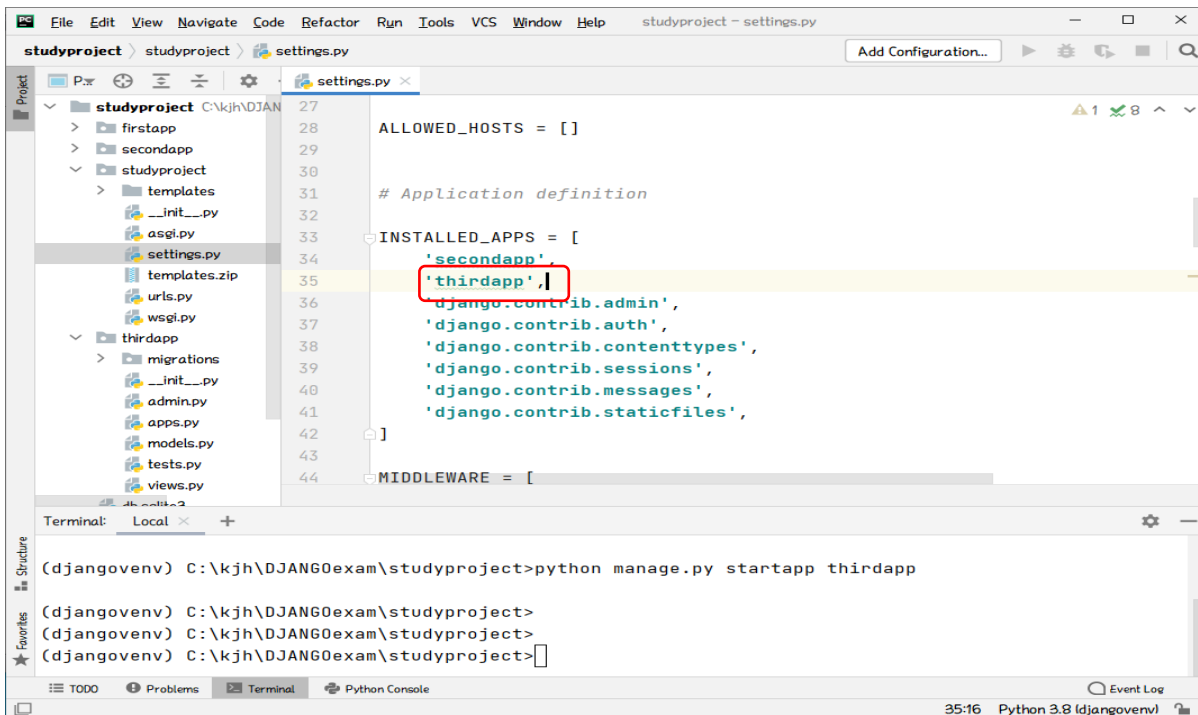 File Edit View Navigate Code Refactor Run Tools VCS Window Help studyproject - settings.py
studyproject studyproject settings.py Add Configuration...
Project
settings.py
studyproject C:\kjh\DJAN
firstapp
secondapp
studyproject
templates
__init__.py
asgi.py
settings.py
templates.zip
urls.py
wsgi.py
thirdapp
migrations
__init__.py
admin.py
apps.py
models.py
tests.py
views.py
27
28 ALLOWED_HOSTS = []
29
30
31 # Application definition
32
33 INSTALLED_APPS = [
34 'secondapp',
35 'thirdapp',
36 'django.contrib.admin',
37 'django.contrib.auth',
38 'django.contrib.contenttypes',
39 'django.contrib.sessions',
40 'django.contrib.messages',
41 'django.contrib.staticfiles',
42 ]
43
44 MIDDLEWARE = [
1 8
Terminal: Local
(djangovenv) C:\kjh\DJANGOexam\studyproject>python manage.py startapp thirdapp
(djangovenv) C:\kjh\DJANGOexam\studyproject>
(djangovenv) C:\kjh\DJANGOexam\studyproject>
(djangovenv) C:\kjh\DJANGOexam\studyproject>
Structure
Favorites
TODO Problems Terminal Python Console Event Log
35:16 Python 3.8 (djangovenv)